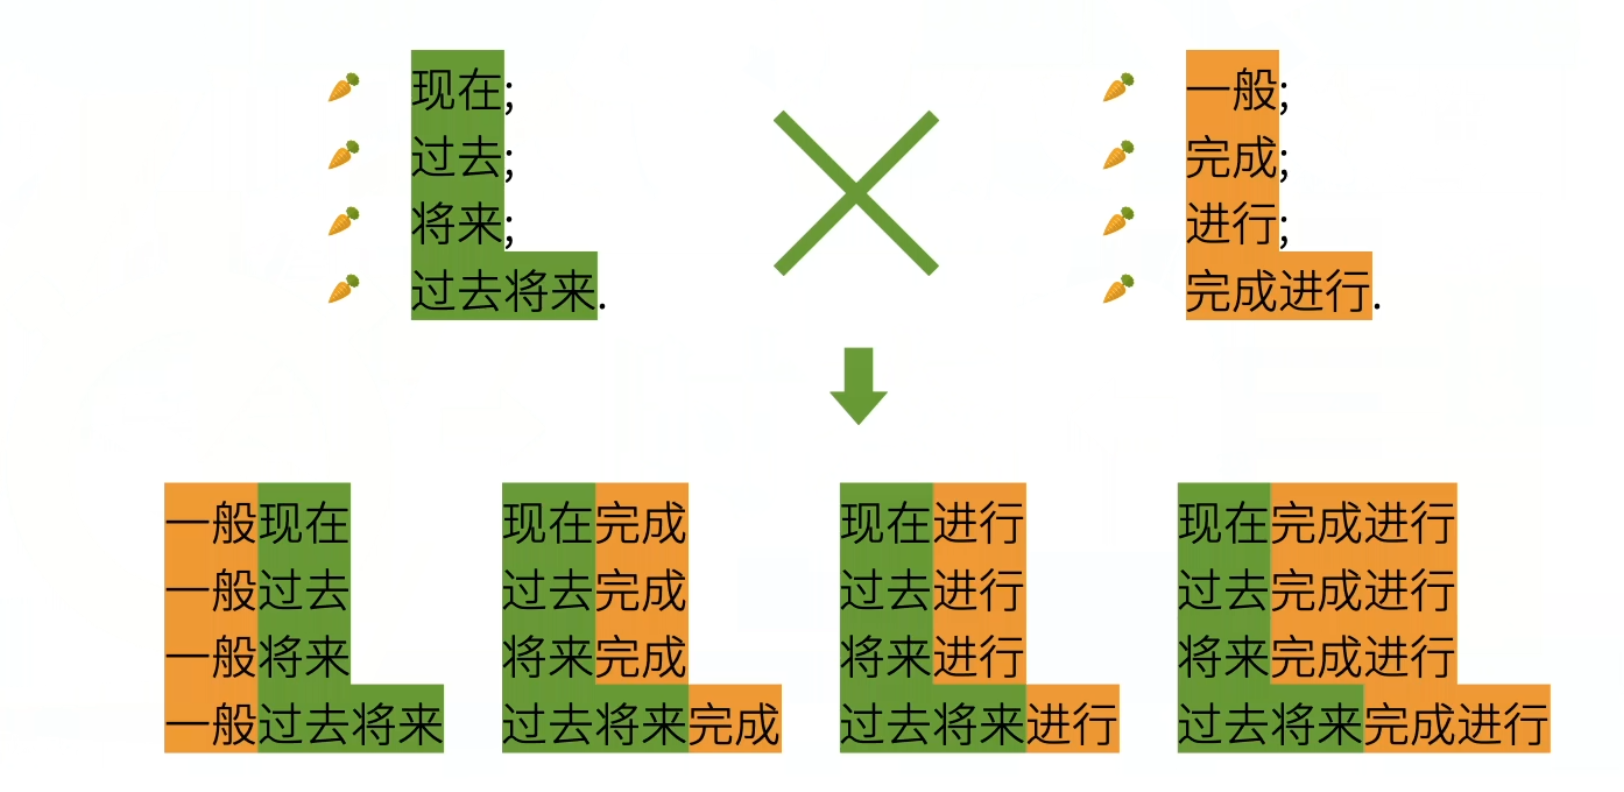 现在;
过去;
将来;
过去将来.
一般;
完成;
进行;
完成进行.
一般现在
一般过去
一般将来
一般过去将来
现在完成
过去完成
将来完成
过去将来完成
现在进行
过去进行
将来进行
过去将来进行
现在完成进行
过去完成进行
将来完成进行
过去将来完成进行